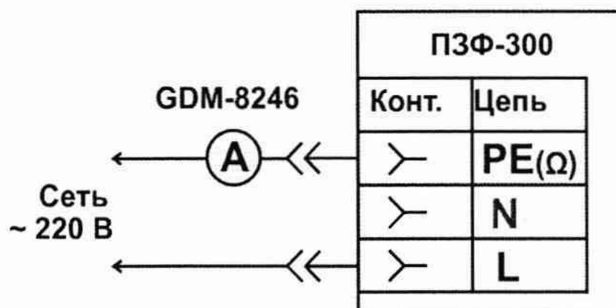 ПЗФ-300
GDM-8246
Конт. Цепь
A
PE(Ω)
Сеть
~ 220 В
N
L